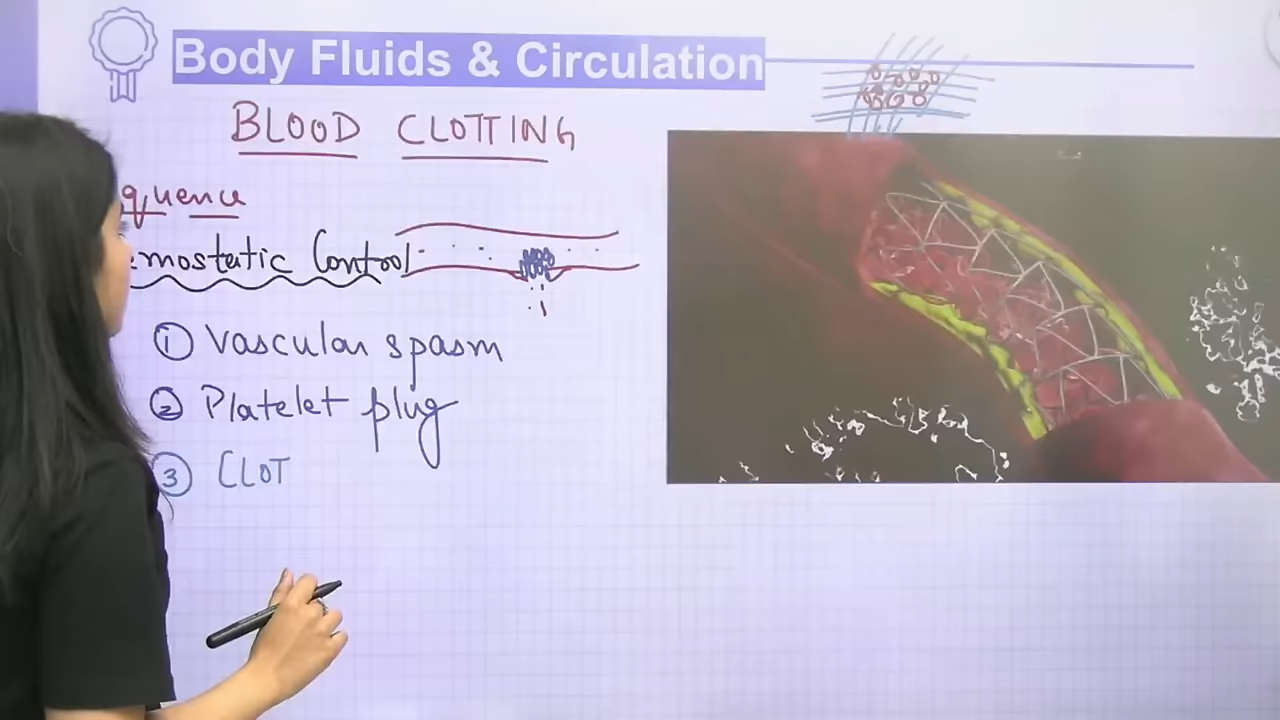 Body Fluids & Circulation
BLOOD CLOTTING
quence
mostatic Control
① Vascular spasm
② Platelet plug
③ CLOT